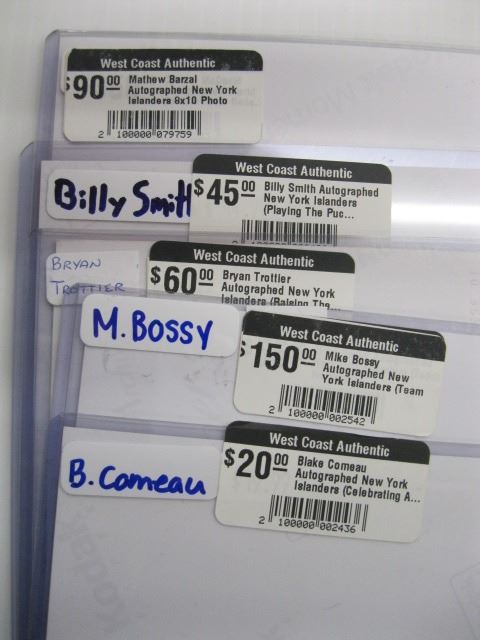 West Coast Authentic
$90 00 Mathew Barzal
Autographed New York
Islanders 8x10 Photo
2 100000 079759
Billy Smith
West Coast Authentic
$45 00 Billy Smith Autographed
New York Islanders
(Playing The Puc...
BRYAN
TROTTIER
West Coast Authentic
$60 00 Bryan Trottier
Autographed New York
Islanders (Raising The...
M. BOSSY
West Coast Authentic
$150 00 Mike Bossy
Autographed New
York Islanders (Team
2 100000 002542
B. Comeau
West Coast Authentic
$20 00 Blake Comeau
Autographed New York
Islanders (Celebrating A...
2 100000 002436